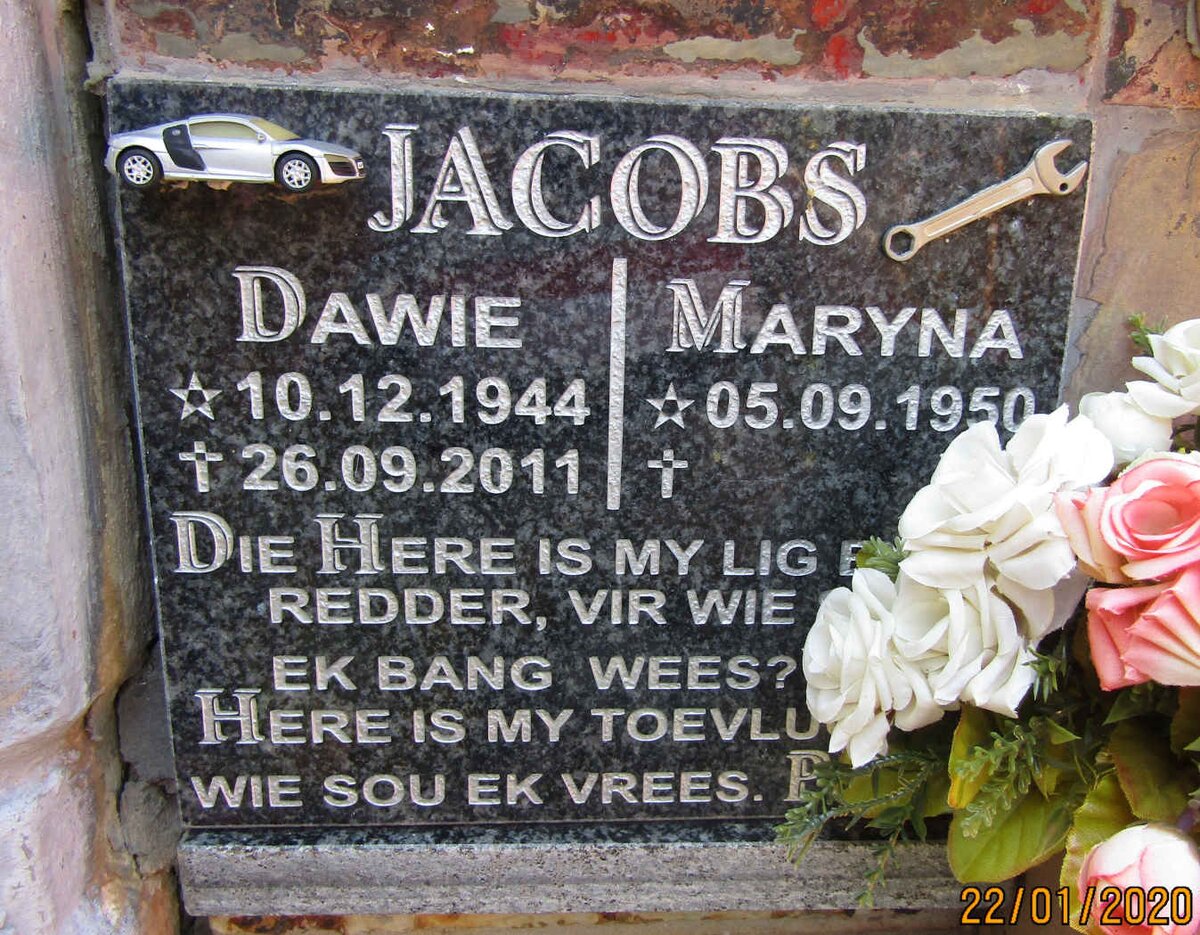 JACOBS
DAWIE
☆ 10.12.1944
✝ 26.09.2011
MARYNA
☆ 05.09.1950
✝
DIE HERE IS MY LIG
REDDER, VIR WIE
EK BANG WEES?
HERE IS MY
WIE SOU EK VREES.
22/01/2020